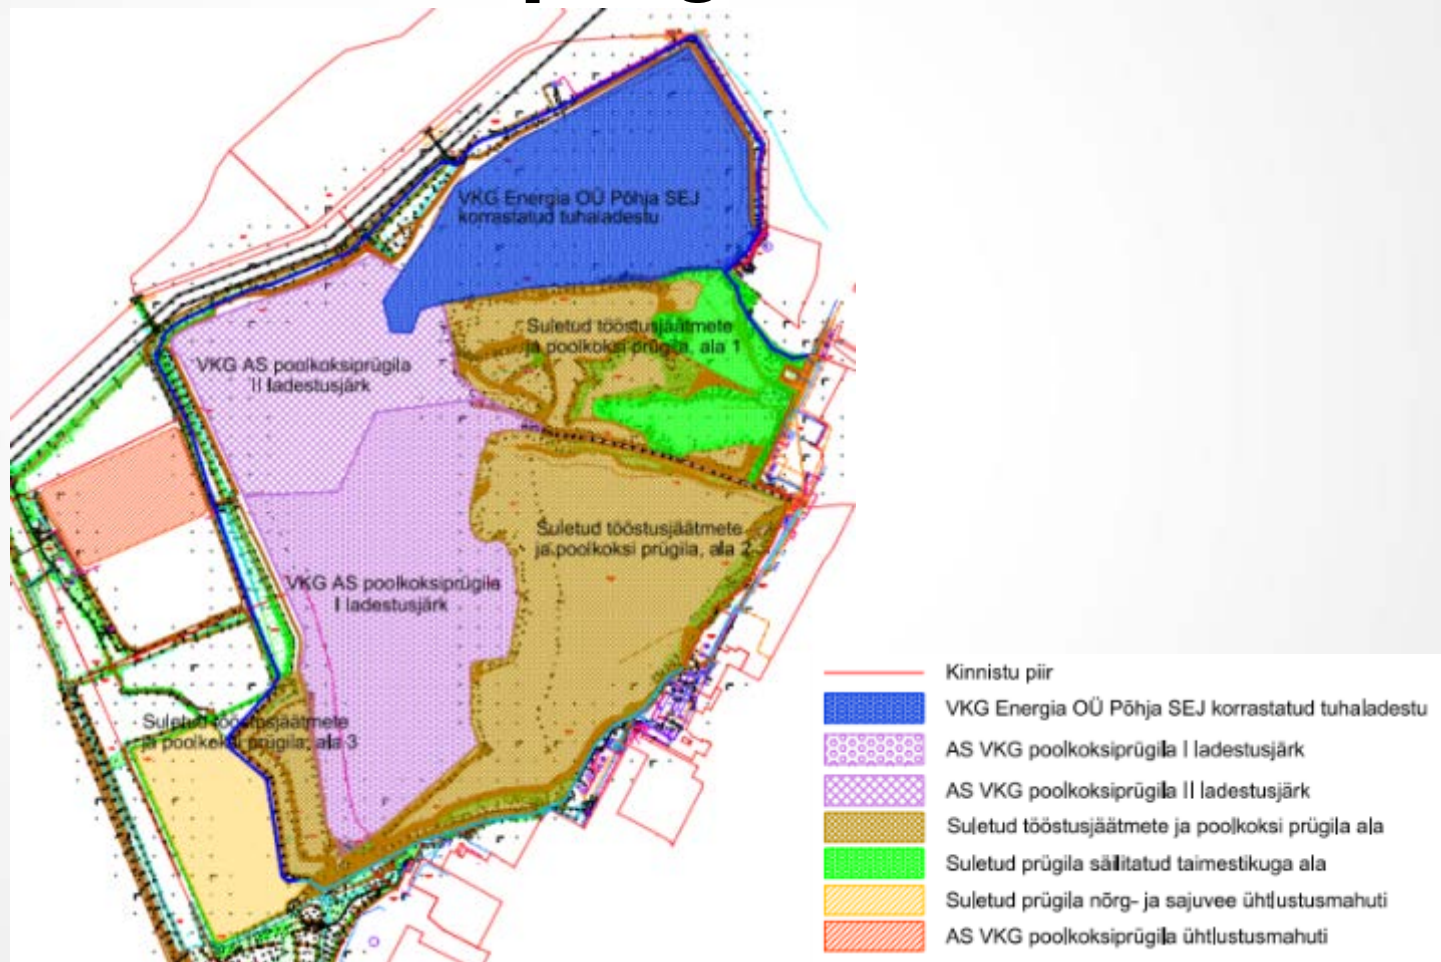 VKG Energia OÜ Põhja SEJ
korrastatud tuhaladestu
Suletud tööstusjäätmete
ja poolkoksi prügila, ala 1
VKG AS poolkoksiprügila
II ladestusjärk
Suletud tööstusjäätmete
ja poolkoksi prügila, ala 2
VKG AS poolkoksiprügila
I ladestusjärk
Suletud tööstusjäätmete
ja poolkoksi prügila, ala 3
Kinnistu piir
VKG Energia OÜ Põhja SEJ korrastatud tuhaladestu
AS VKG poolkoksiprügila I ladestusjärk
AS VKG poolkoksiprügila II ladestusjärk
Suletud tööstusjäätmete ja poolkoksi prügila ala
Suletud prügila säilitatud taimestikuga ala
Suletud prügila nõrg- ja sajuvee ühtlustusmahuti
AS VKG poolkoksiprügila ühtlustusmahuti